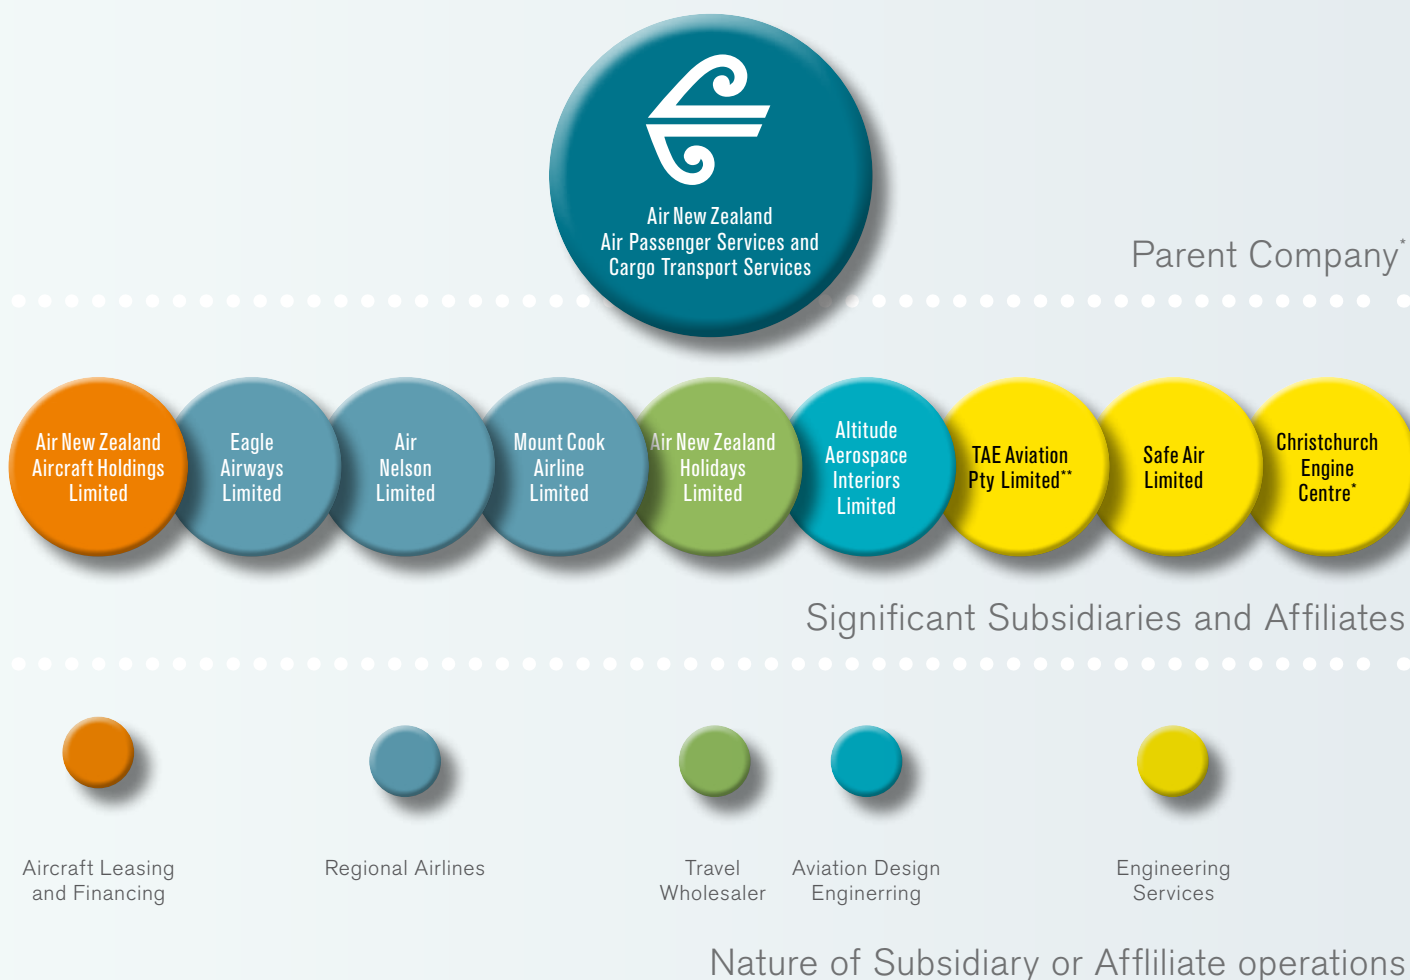 Air New Zealand
Air Passenger Services and
Cargo Transport Services
Parent Company*
Air New Zealand
Aircraft Holdings
Limited
Eagle
Airways
Limited
Air
Nelson
Limited
Mount Cook
Airline
Limited
Air New Zealand
Holidays
Limited
Altitude
Aerospace
Interiors
Limited
TAE Aviation
Pty Limited**
Safe Air
Limited
Christchurch
Engine
Centre*
Significant Subsidiaries and Affiliates
Aircraft Leasing
and Financing
Regional Airlines
Travel
Wholesaler
Aviation Design
Enginerring
Engineering
Services
Nature of Subsidiary or Affliliate operations